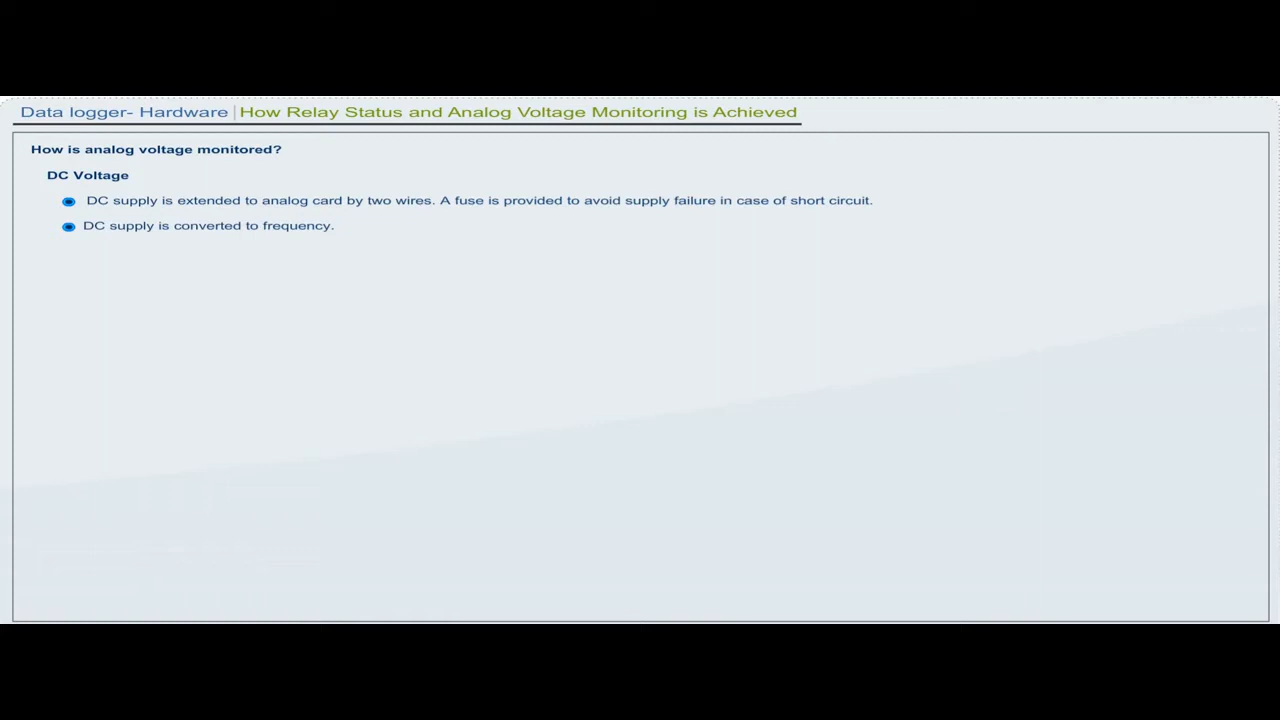 Data logger- Hardware | How Relay Status and Analog Voltage Monitoring is Achieved
How is analog voltage monitored?
DC Voltage
DC supply is extended to analog card by two wires. A fuse is provided to avoid supply failure in case of short circuit.
DC supply is converted to frequency.